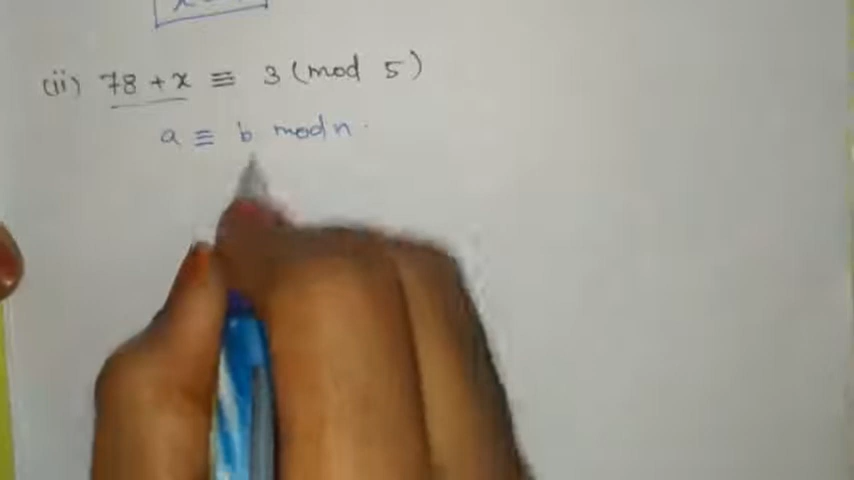 (ii) 78 + x ≡ 3 (mod 5)
a ≡ b mod n.